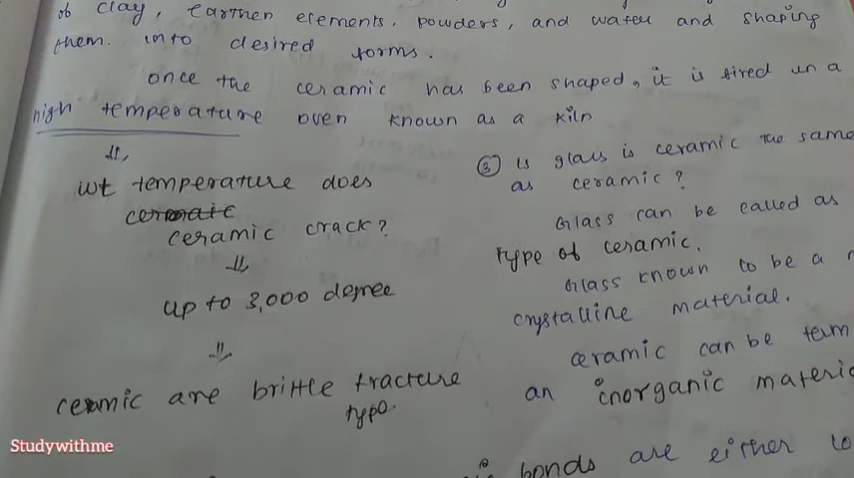 of clay, earthen elements, powders, and water and shaping
them into desired forms.
once the ceramic has been shaped, it is fired in a
high temperature oven known as a kiln
wt temperature does
ceramic crack?
up to 3,000 degree
ceramic are brittle fracture
type.
③ Is glass is ceramic the same
as ceramic?
Glass can be called as
type of ceramic.
Glass known to be a
crystalline material.
ceramic can be term
an inorganic materia
bonds are either
Studywithme